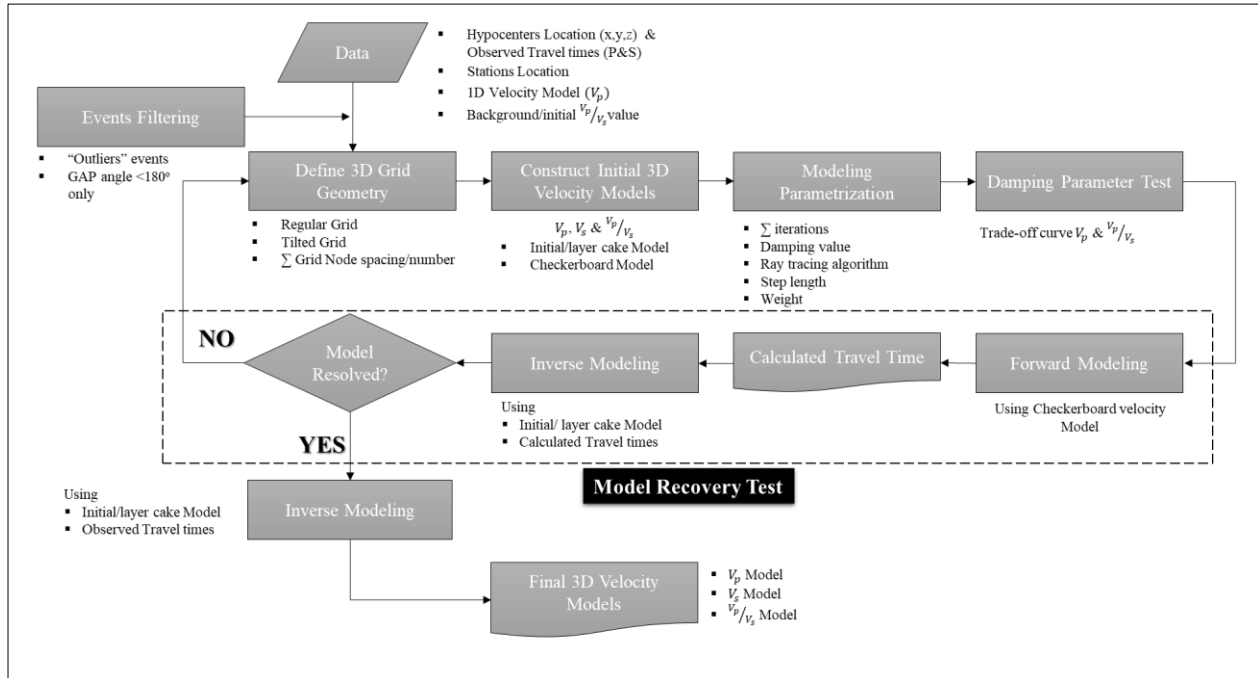 Data
▪ Hypocenters Location (x,y,z) &
Observed Travel times (P&S)
▪ Stations Location
▪ 1D Velocity Model (Vp)
▪ Background/initial Vp/Vs value
Events Filtering
▪ “Outliers” events
▪ GAP angle <180°
only
Define 3D Grid
Geometry
▪ Regular Grid
▪ Tilted Grid
▪ ∑ Grid Node spacing/number
Construct Initial 3D
Velocity Models
Vp, Vs & Vp/Vs
▪ Initial/layer cake Model
▪ Checkerboard Model
Modeling
Parametrization
▪ ∑ iterations
▪ Damping value
▪ Ray tracing algorithm
▪ Step length
▪ Weight
Damping Parameter Test
Trade-off curve Vp & Vp/Vs
NO
Model
Resolved?
YES
Inverse Modeling
Using
▪ Initial/ layer cake Model
▪ Calculated Travel times
Calculated Travel Time
Forward Modeling
Using Checkerboard velocity
Model
Model Recovery Test
Using
▪ Initial/layer cake Model
▪ Observed Travel times
Inverse Modeling
Final 3D Velocity
Models
▪ Vp Model
▪ Vs Model
▪ Vp/Vs Model